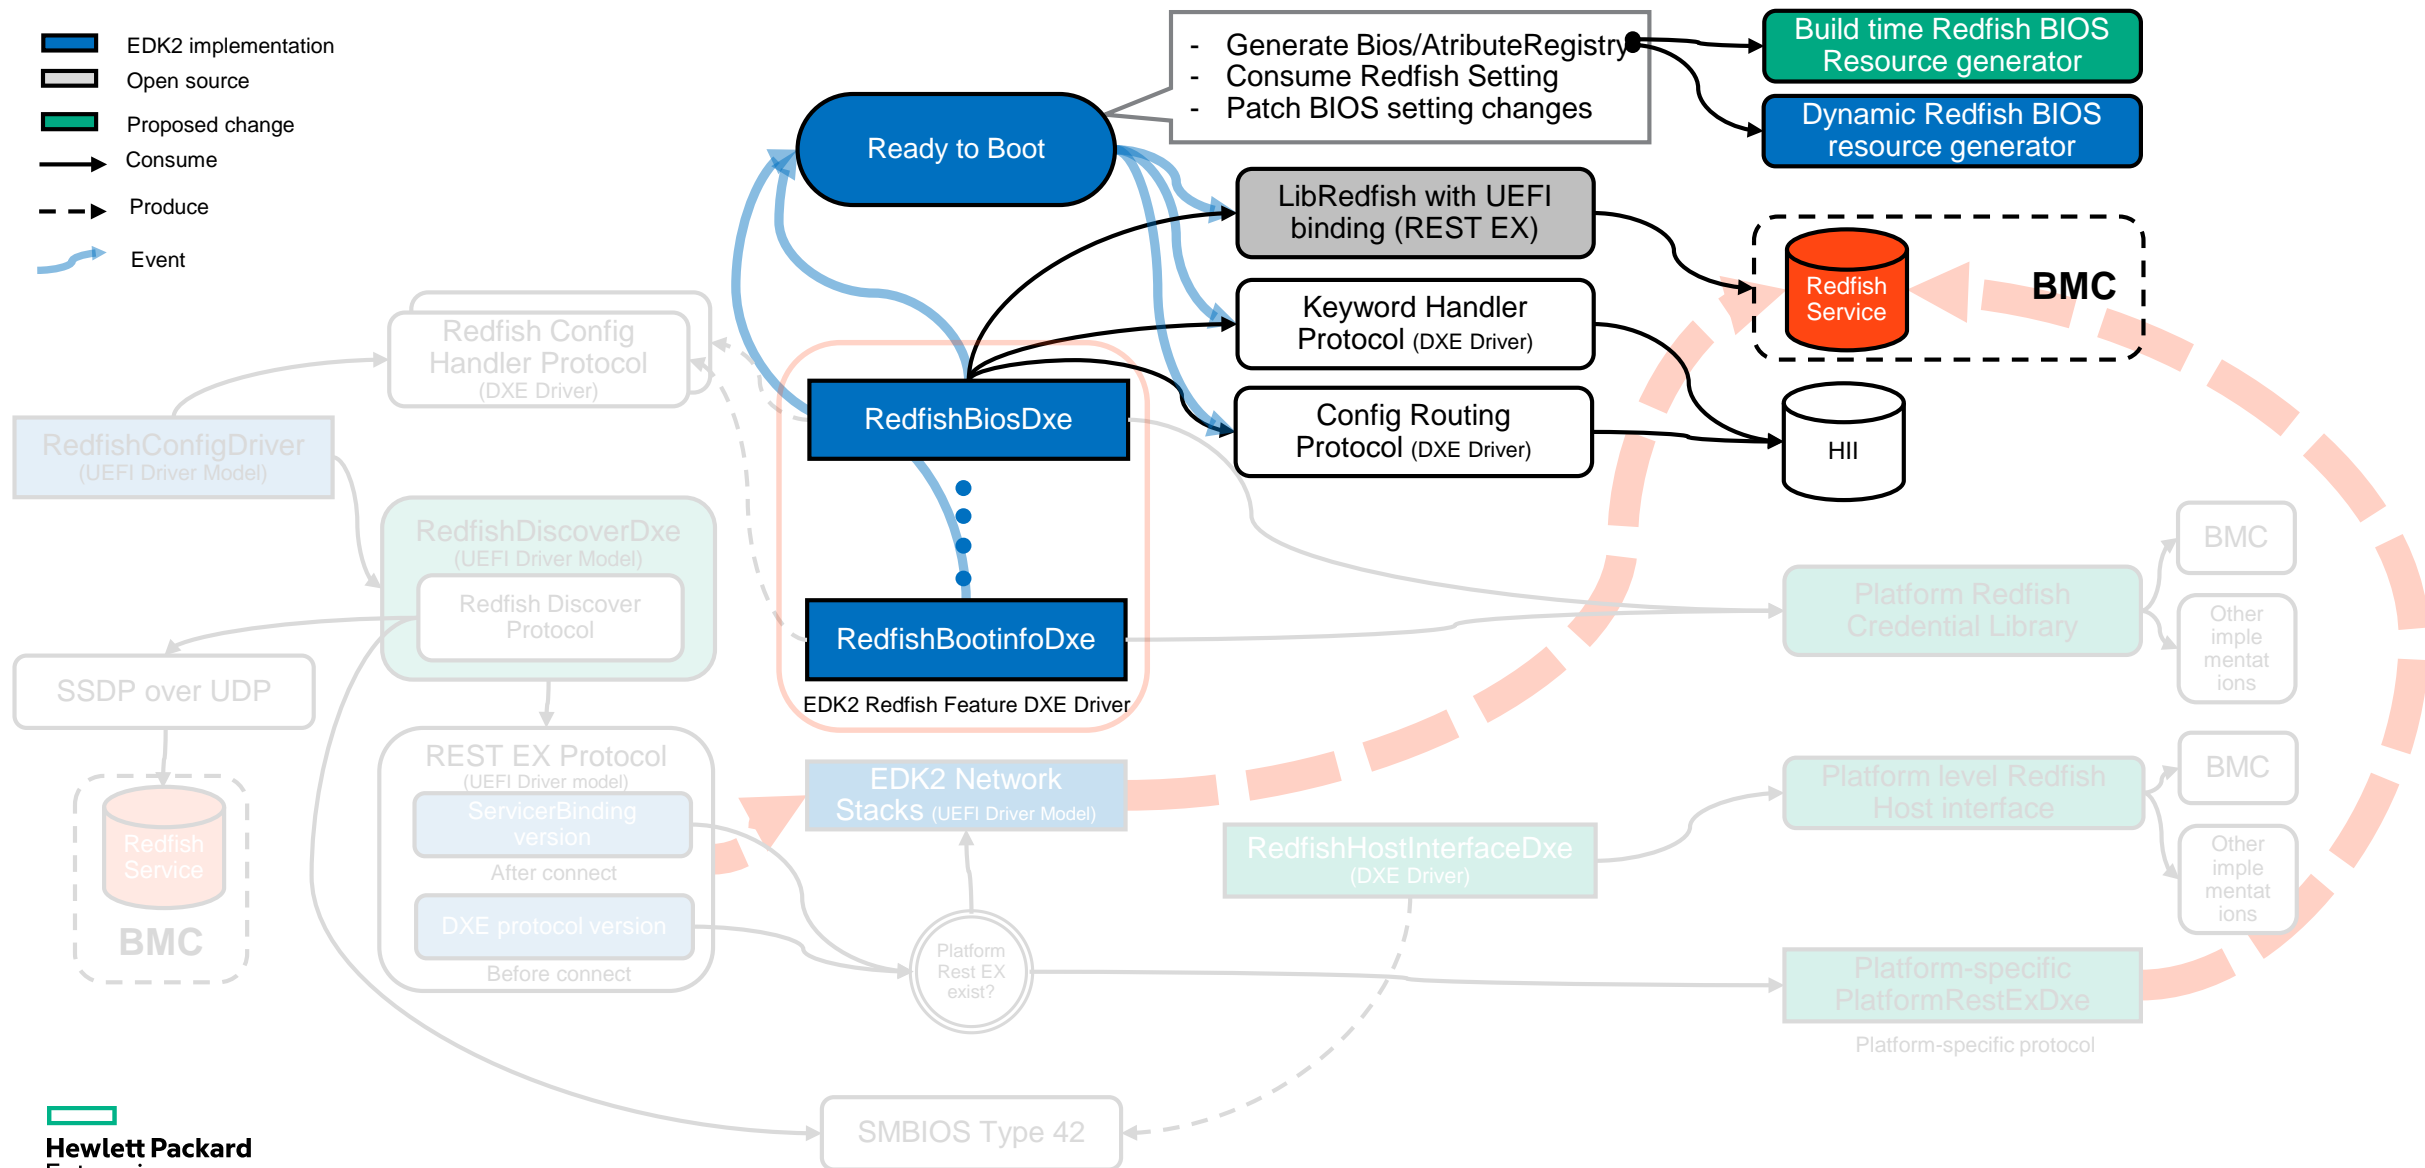 EDK2 implementation
Open source
Proposed change
Consume
Produce
Event
- Generate Bios/AtributeRegistry
- Consume Redfish Setting
- Patch BIOS setting changes
Build time Redfish BIOS
Resource generator
Dynamic Redfish BIOS
resource generator
Ready to Boot
LibRedfish with UEFI
binding (REST EX)
Redfish
Service
BMC
Keyword Handler
Protocol (DXE Driver)
Config Routing
Protocol (DXE Driver)
HII
Redfish Config
Handler Protocol
(DXE Driver)
RedfishBiosDxe
RedfishConfigDriver
(UEFI Driver Model)
RedfishDiscoverDxe
(UEFI Driver Model)
Redfish Discover
Protocol
RedfishBootinfoDxe
EDK2 Redfish Feature DXE Driver
Platform Redfish
Credential Library
BMC
Other
imple
mentat
ions
SSDP over UDP
Redfish
Service
BMC
REST EX Protocol
(UEFI Driver model)
ServicerBinding
version
After connect
DXE protocol version
Before connect
EDK2 Network
Stacks (UEFI Driver Model)
Platform
Rest EX
exist?
RedfishHostInterfaceDxe
(DXE Driver)
Platform level Redfish
Host interface
BMC
Other
imple
mentat
ions
Platform-specific
PlatformRestExDxe
Platform-specific protocol
SMBIOS Type 42
Hewlett Packard